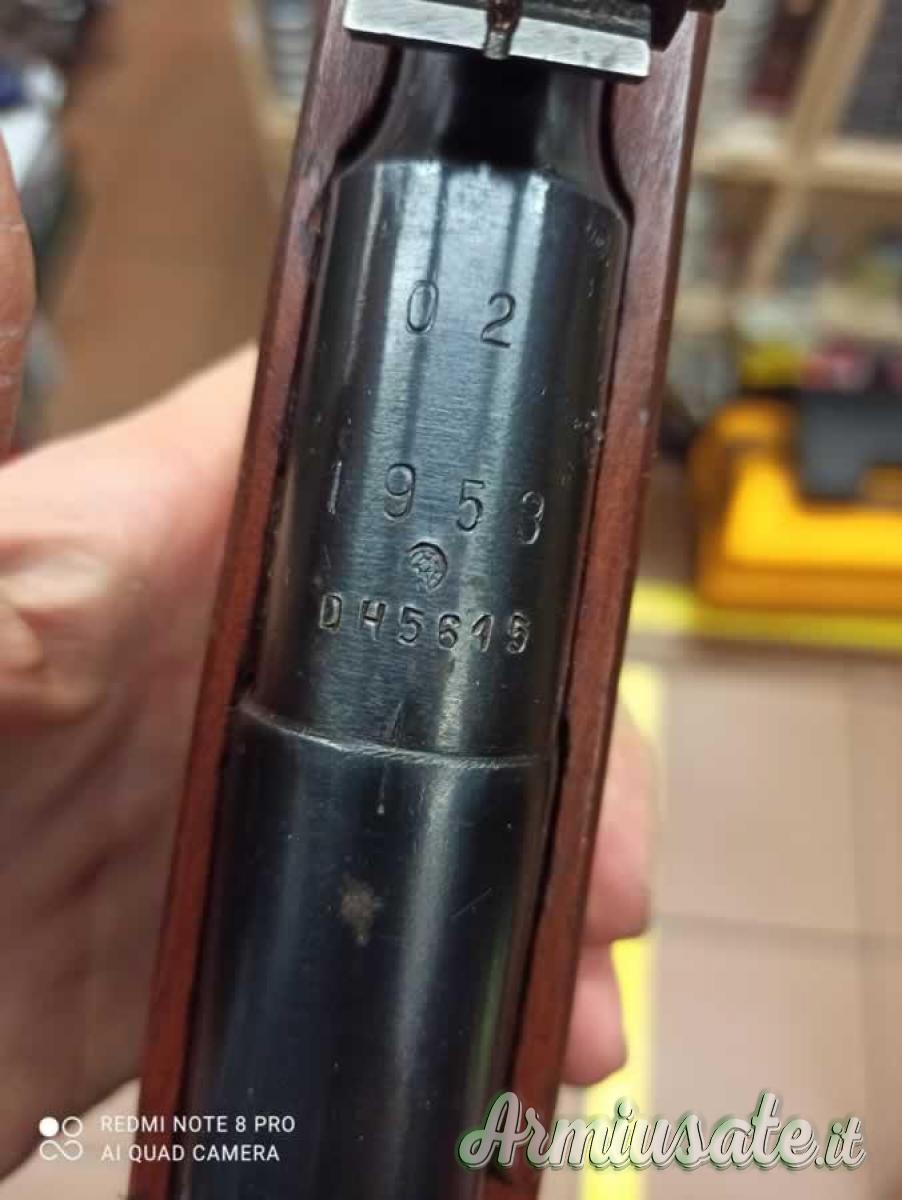 02
1953
DH5615
REDMI NOTE 8 PRO
AI QUAD CAMERA
Armiusate.it